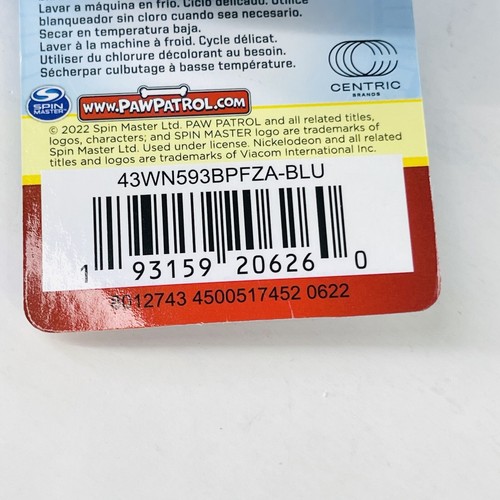 Lavar a máquina en frío. Ciclo delicado. Utilice
blanqueador sin cloro cuando sea necesario.
Secar en temperatura baja.
Laver à la machine à froid. Cycle délicat.
Utiliser du chlorure décolorant au besoin.
Sécherpar culbutage à basse température.
CENTRIC
BRANDS
SPIN
MASTER
www.PAWPATROL.COM
© 2022 Spin Master Ltd. PAW PATROL and all related titles,
logos, characters; and SPIN MASTER logo are trademarks of
Spin Master Ltd. Used under license. Nickelodeon and all related
titles and logos are trademarks of Viacom International Inc.
43WN593BPFZA-BLU
1 93159 20626 0
8012743 4500517452 0622